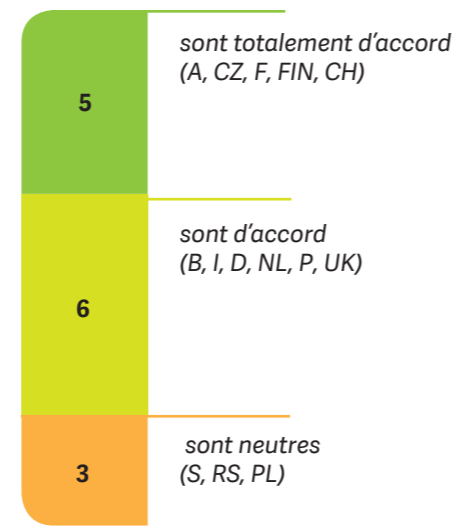 5
sont totalement d’accord
(A, CZ, F, FIN, CH)
6
sont d’accord
(B, I, D, NL, P, UK)
3
sont neutres
(S, RS, PL)